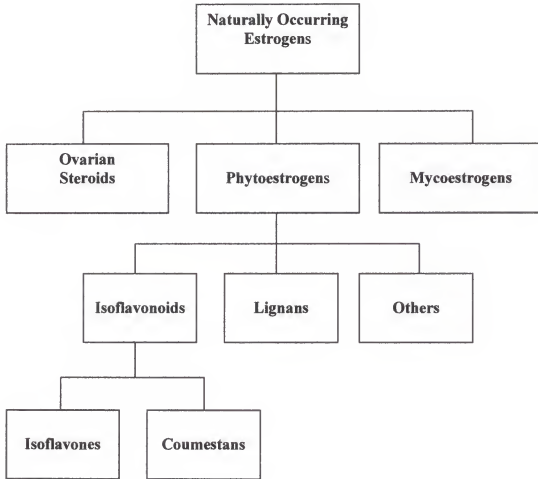 Naturally Occurring
Estrogens
Ovarian
Steroids
Phytoestrogens
Mycoestrogens
Isoflavonoids
Lignans
Others
Isoflavones
Coumestans